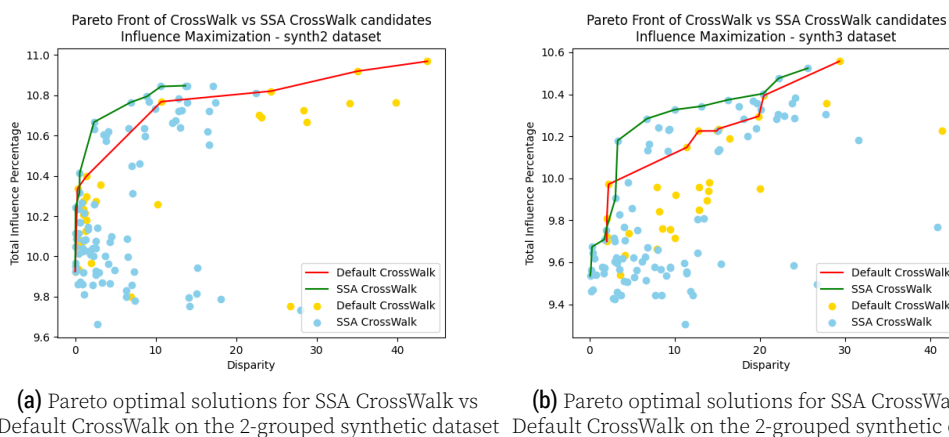 Pareto Front of CrossWalk vs SSA CrossWalk candidates
Influence Maximization - synth2 dataset
Total Influence Percentage
11.0
10.8
10.6
10.4
10.2
10.0
9.8
9.6
0
10
20
30
40
Disparity
Default CrossWalk
SSA CrossWalk
Default CrossWalk
SSA CrossWalk
(a) Pareto optimal solutions for SSA CrossWalk vs
Default CrossWalk on the 2-grouped synthetic dataset
Pareto Front of CrossWalk vs SSA CrossWalk candidates
Influence Maximization - synth3 dataset
Total Influence Percentage
10.6
10.4
10.2
10.0
9.8
9.6
9.4
0
10
20
30
40
Disparity
Default CrossWalk
SSA CrossWalk
Default CrossWalk
SSA CrossWalk
(b) Pareto optimal solutions for SSA CrossWa
Default CrossWalk on the 2-grouped synthetic